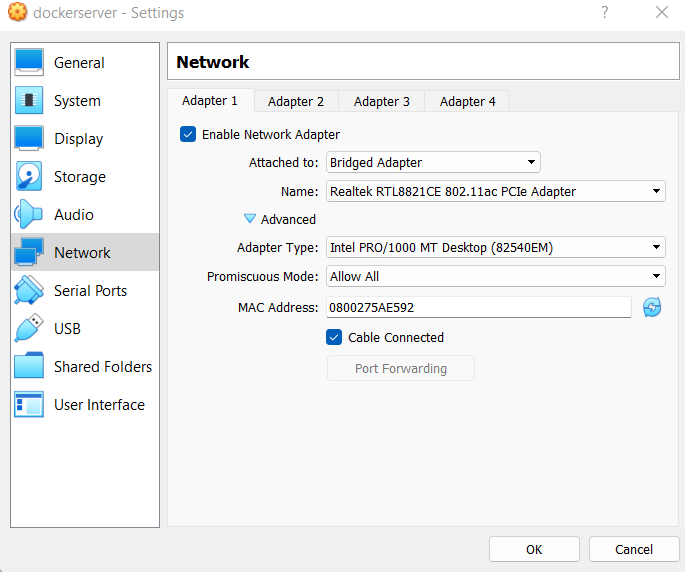 dockerserver - Settings
?
General
System
Display
Storage
Audio
Network
Serial Ports
USB
Shared Folders
User Interface
Network
Adapter 1 Adapter 2 Adapter 3 Adapter 4
Enable Network Adapter
Attached to: Bridged Adapter
Name: Realtek RTL8821CE 802.11ac PCIe Adapter
Advanced
Adapter Type: Intel PRO/1000 MT Desktop (82540EM)
Promiscuous Mode: Allow All
MAC Address: 0800275AE592
Cable Connected
Port Forwarding
OK Cancel